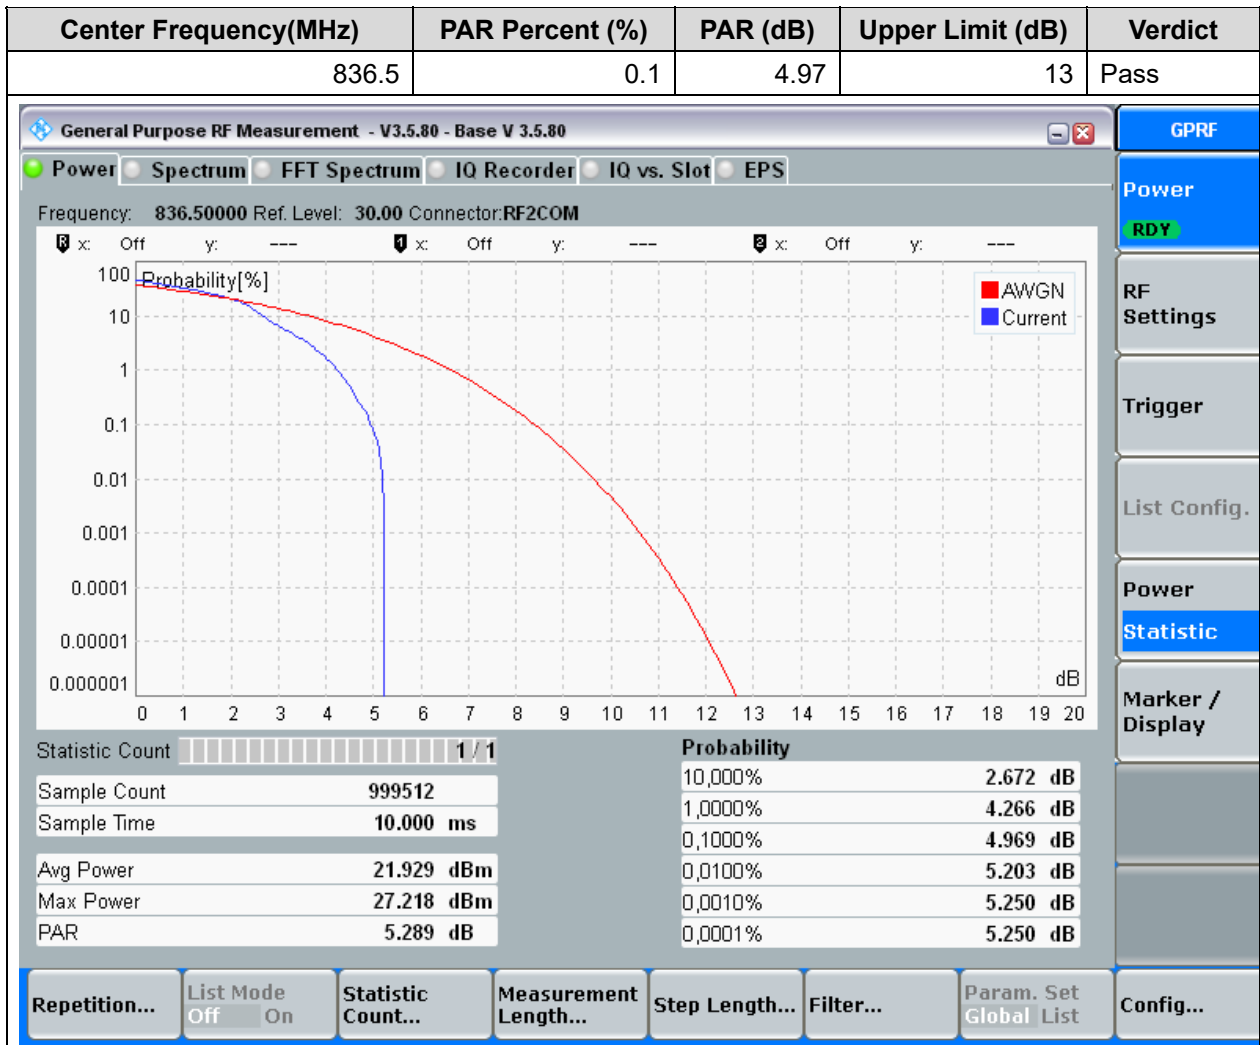 Center Frequency(MHz) PAR Percent (%) PAR (dB) Upper Limit (dB) Verdict
836.5 0.1 4.97 13 Pass
General Purpose RF Measurement - V3.5.80 - Base V 3.5.80
GPRF
Power Spectrum FFT Spectrum IQ Recorder IQ vs. Slot EPS
Power
RDY
Frequency: 836.50000 Ref. Level: 30.00 Connector:RF2COM
R x: Off y: --- 1 x: Off y: --- 2 x: Off y: ---
Probability[%]
100
10
1
0.1
0.01
0.001
0.0001
0.00001
0.000001
AWGN
Current
dB
0 1 2 3 4 5 6 7 8 9 10 11 12 13 14 15 16 17 18 19 20
RF
Settings
Trigger
List Config.
Power
Statistic
Marker /
Display
Statistic Count 1 / 1
Sample Count 999512
Sample Time 10.000 ms
Avg Power 21.929 dBm
Max Power 27.218 dBm
PAR 5.289 dB
Probability
10,000% 2.672 dB
1,0000% 4.266 dB
0,1000% 4.969 dB
0,0100% 5.203 dB
0,0010% 5.250 dB
0,0001% 5.250 dB
Repetition...
List Mode
Off On
Statistic
Count...
Measurement
Length...
Step Length...
Filter...
Param. Set
Global List
Config...